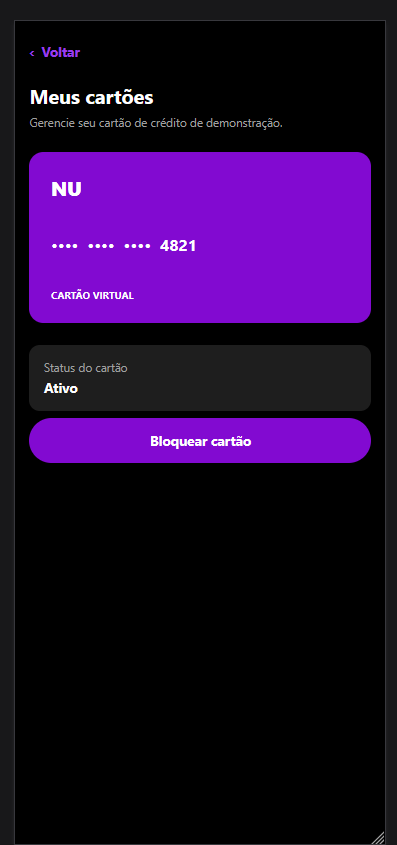 ‹ Voltar
Meus cartões
Gerencie seu cartão de crédito de demonstração.
NU
•••• •••• •••• 4821
CARTÃO VIRTUAL
Status do cartão
Ativo
Bloquear cartão